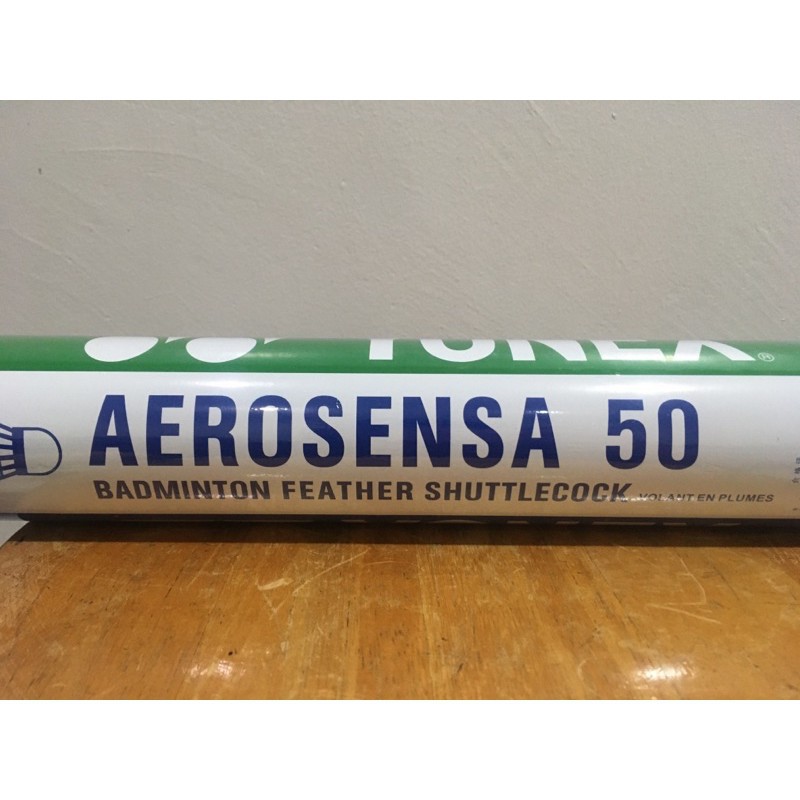 YONEX®
AEROSENSA 50
BADMINTON FEATHER SHUTTLECOCK VOLANT EN PLUMES